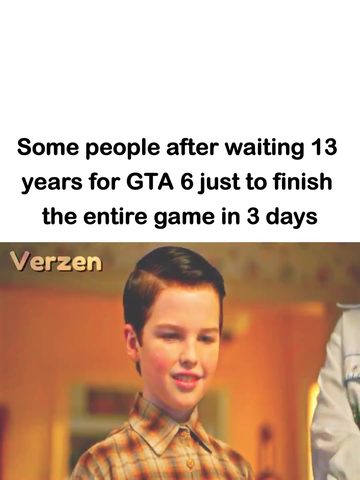 Some people after waiting 13
years for GTA 6 just to finish
the entire game in 3 days
Verzen